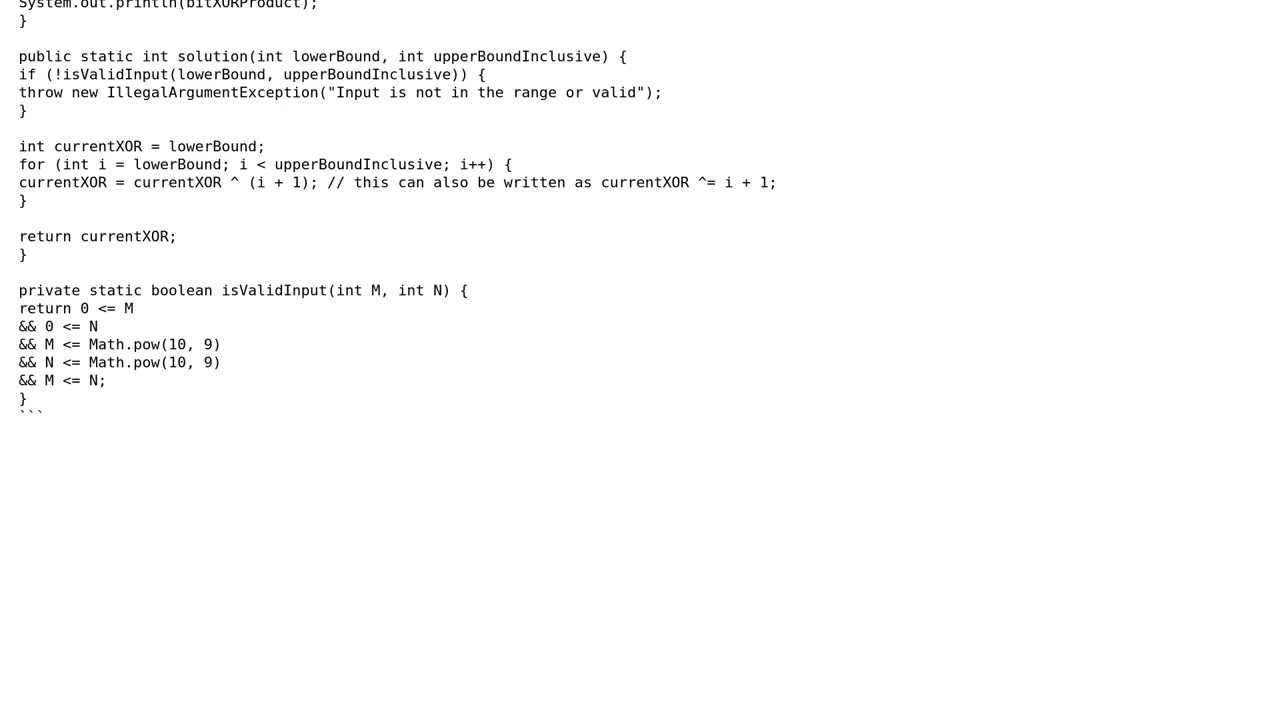 System.out.println(bitXORProduct);
}

public static int solution(int lowerBound, int upperBoundInclusive) {
if (!isValidInput(lowerBound, upperBoundInclusive)) {
throw new IllegalArgumentException("Input is not in the range or valid");
}

int currentXOR = lowerBound;
for (int i = lowerBound; i < upperBoundInclusive; i++) {
currentXOR = currentXOR ^ (i + 1); // this can also be written as currentXOR ^= i + 1;
}

return currentXOR;
}

private static boolean isValidInput(int M, int N) {
return 0 <= M
&& 0 <= N
&& M <= Math.pow(10, 9)
&& N <= Math.pow(10, 9)
&& M <= N;
}
```